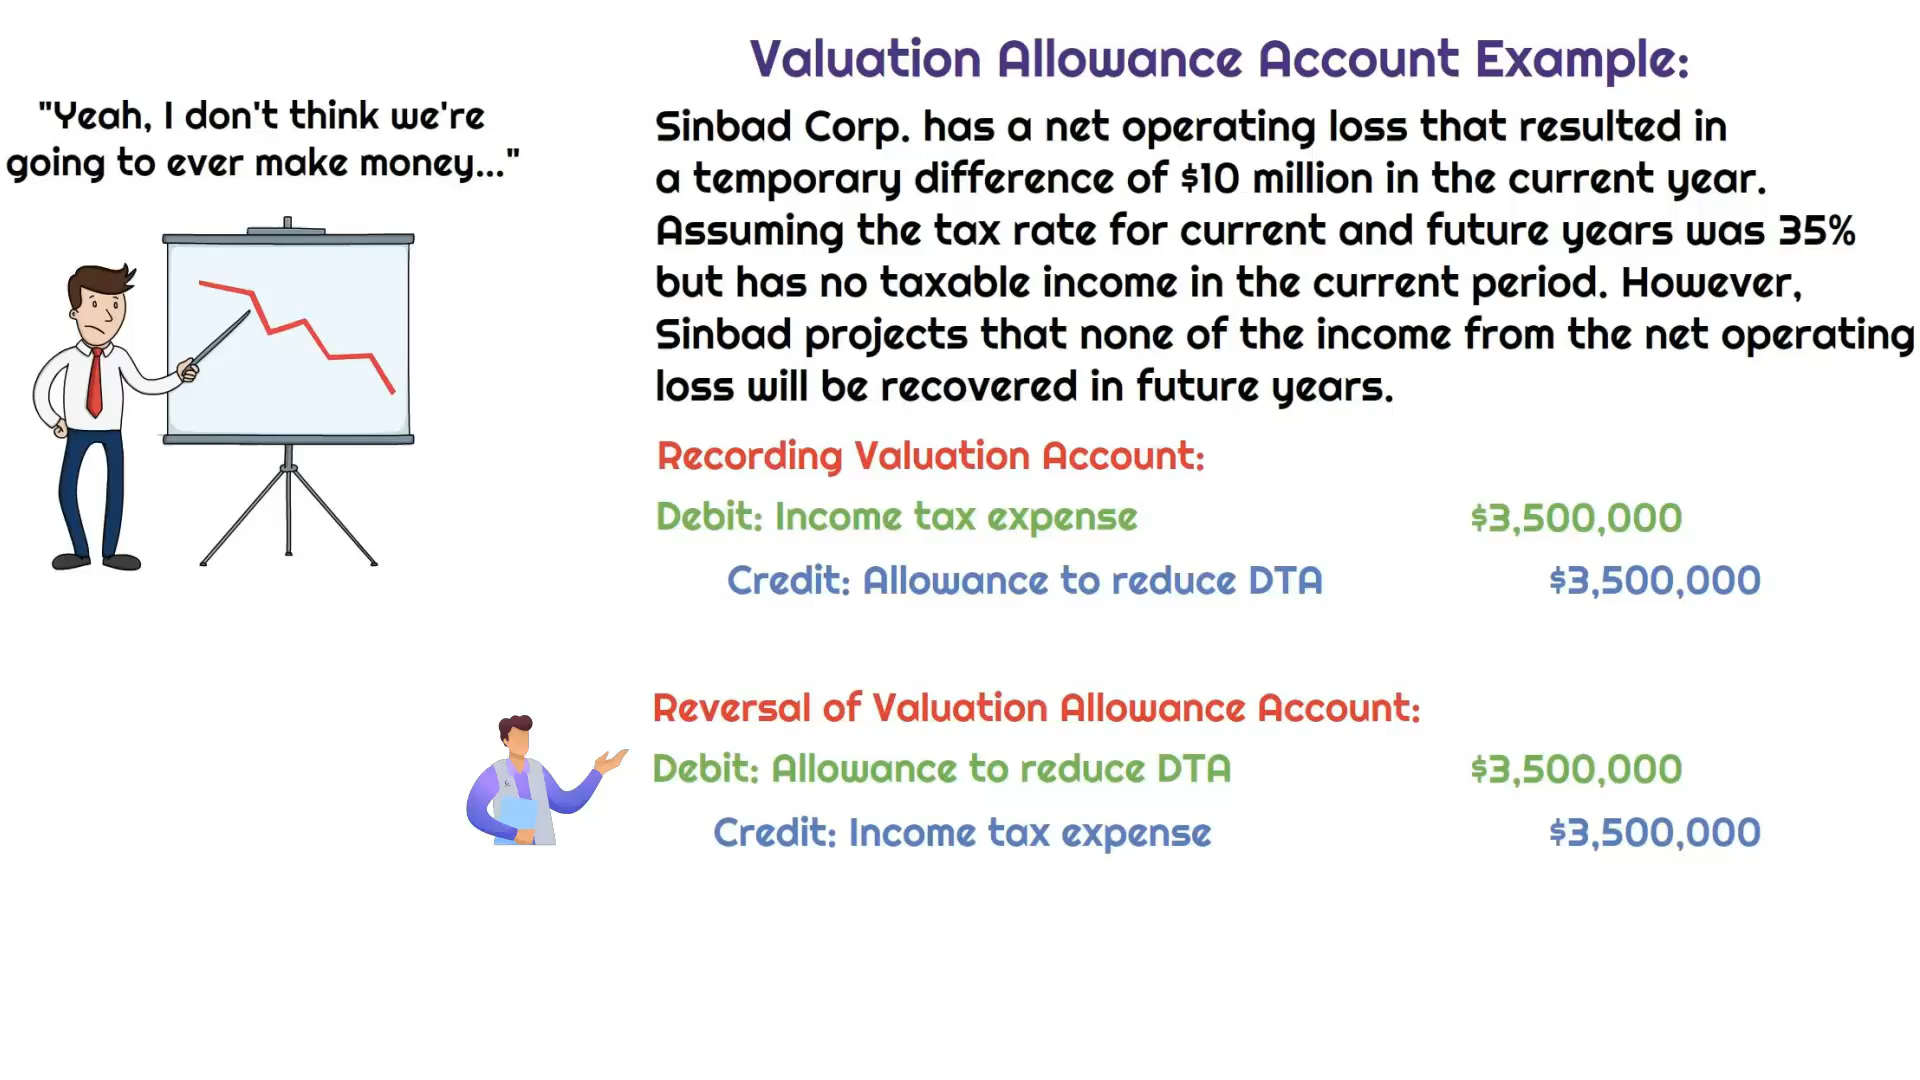 Valuation Allowance Account Example:
"Yeah, I don't think we're
going to ever make money..."
Sinbad Corp. has a net operating loss that resulted in
a temporary difference of $10 million in the current year.
Assuming the tax rate for current and future years was 35%
but has no taxable income in the current period. However,
Sinbad projects that none of the income from the net operating
loss will be recovered in future years.
Recording Valuation Account:
Debit: Income tax expense $3,500,000
Credit: Allowance to reduce DTA $3,500,000
Reversal of Valuation Allowance Account:
Debit: Allowance to reduce DTA $3,500,000
Credit: Income tax expense $3,500,000